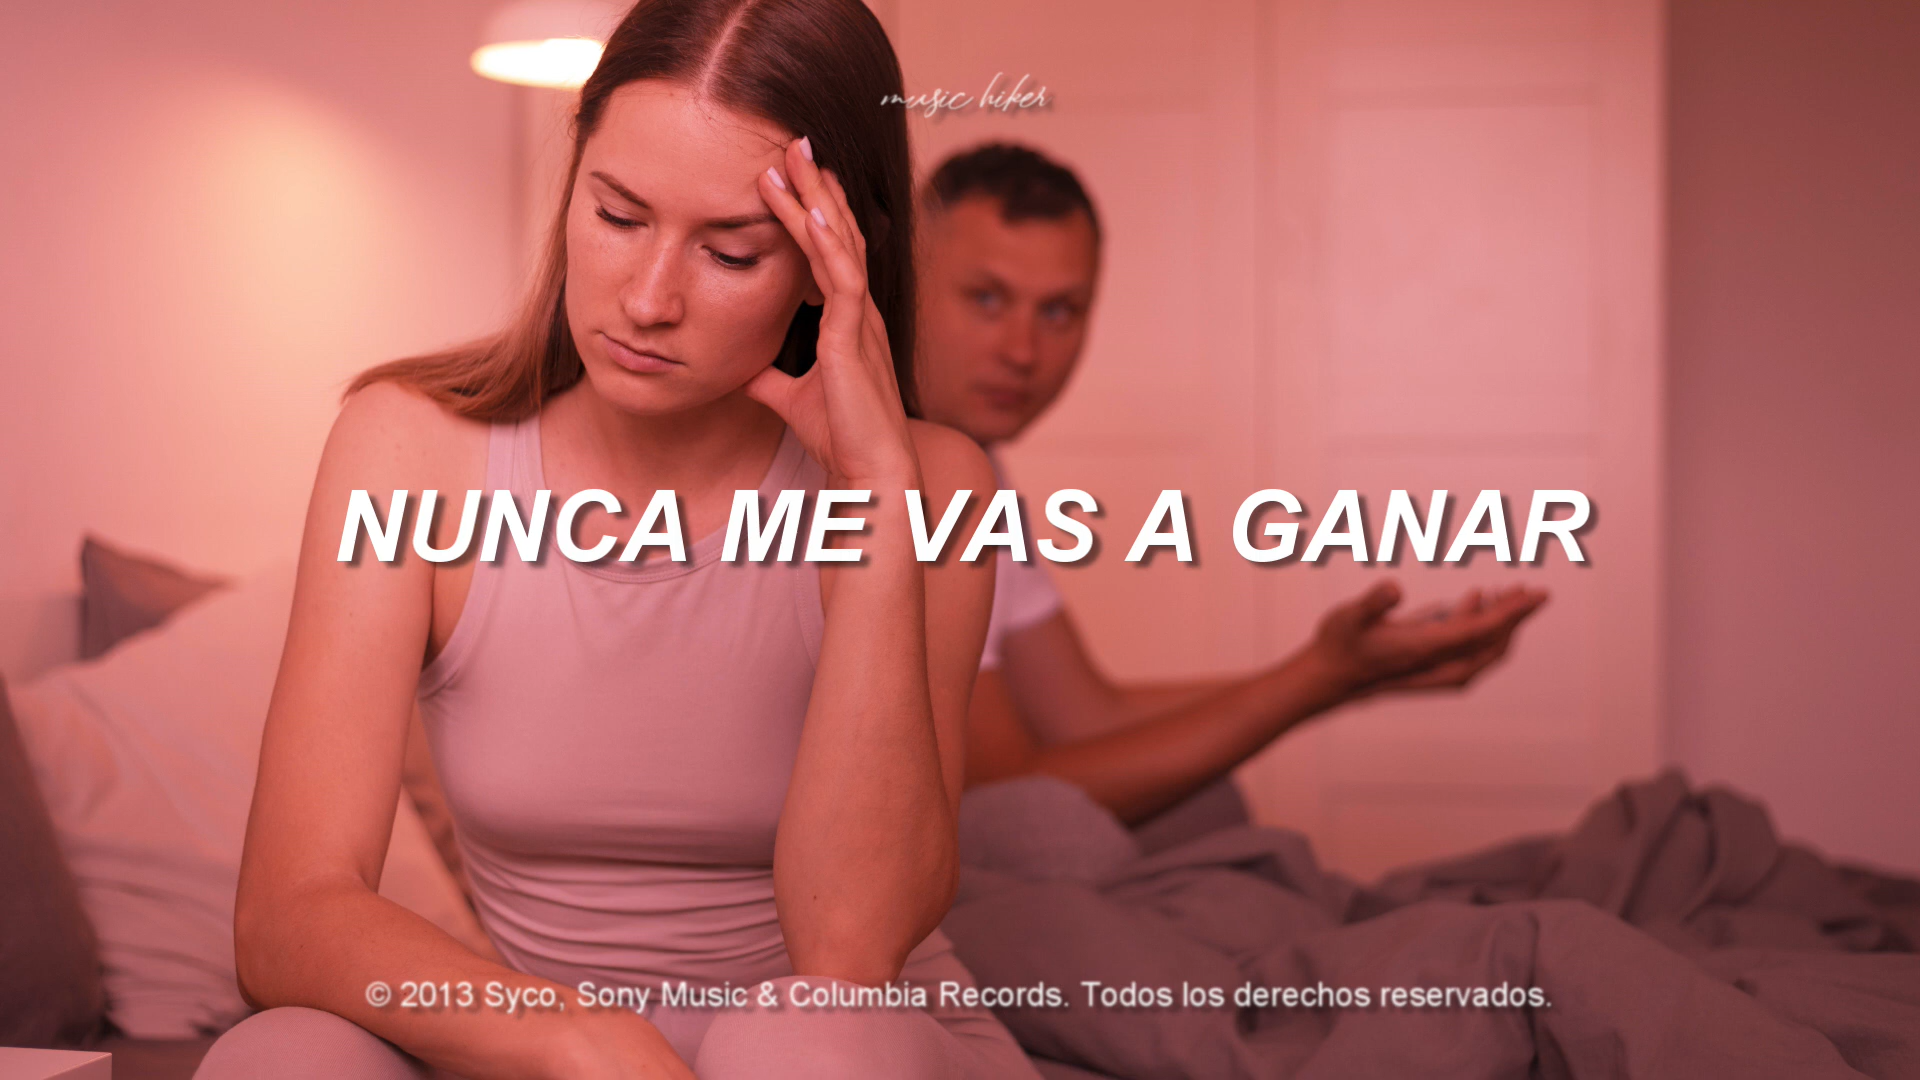 music hiker
NUNCA ME VAS A GANAR
© 2013 Syco, Sony Music & Columbia Records. Todos los derechos reservados.